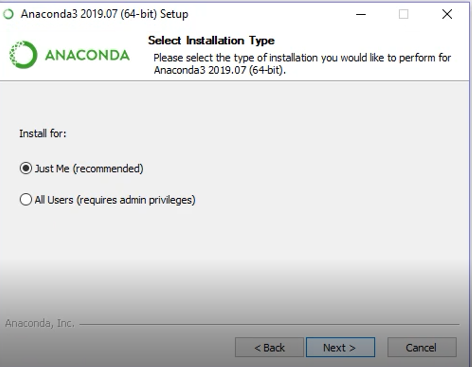 Anaconda3 2019.07 (64-bit) Setup
Select Installation Type
ANACONDA
Please select the type of installation you would like to perform for
Anaconda3 2019.07 (64-bit).
Install for:
Just Me (recommended)
All Users (requires admin privileges)
Anaconda, Inc.
< Back
Next >
Cancel